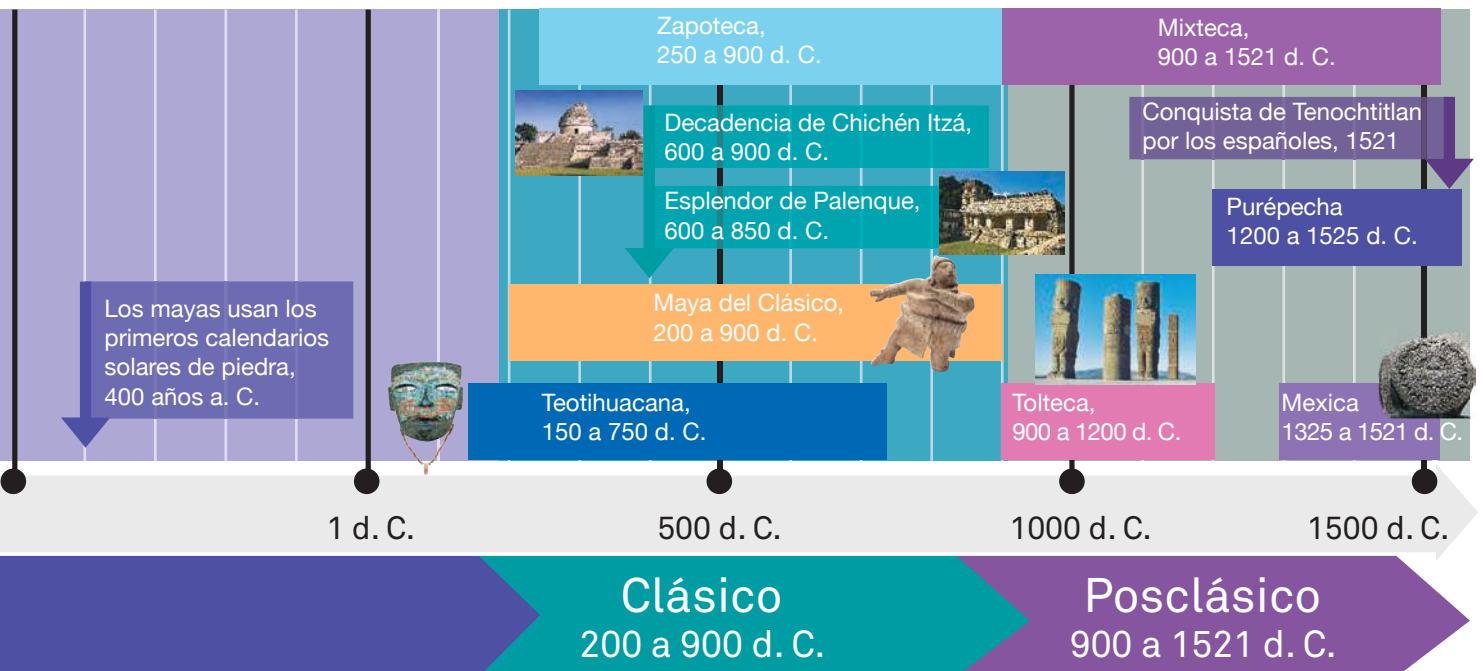 Zapoteca,
250 a 900 d. C.
Mixteca,
900 a 1521 d. C.
Decadencia de Chichén Itzá,
600 a 900 d. C.
Conquista de Tenochtitlan
por los españoles, 1521
Esplendor de Palenque,
600 a 850 d. C.
Purépecha
1200 a 1525 d. C.
Los mayas usan los
primeros calendarios
solares de piedra,
400 años a. C.
Maya del Clásico,
200 a 900 d. C.
Teotihuacana,
150 a 750 d. C.
Tolteca,
900 a 1200 d. C.
Mexica
1325 a 1521 d. C.
1 d. C.
500 d. C.
1000 d. C.
1500 d. C.
Clásico
200 a 900 d. C.
Posclásico
900 a 1521 d. C.